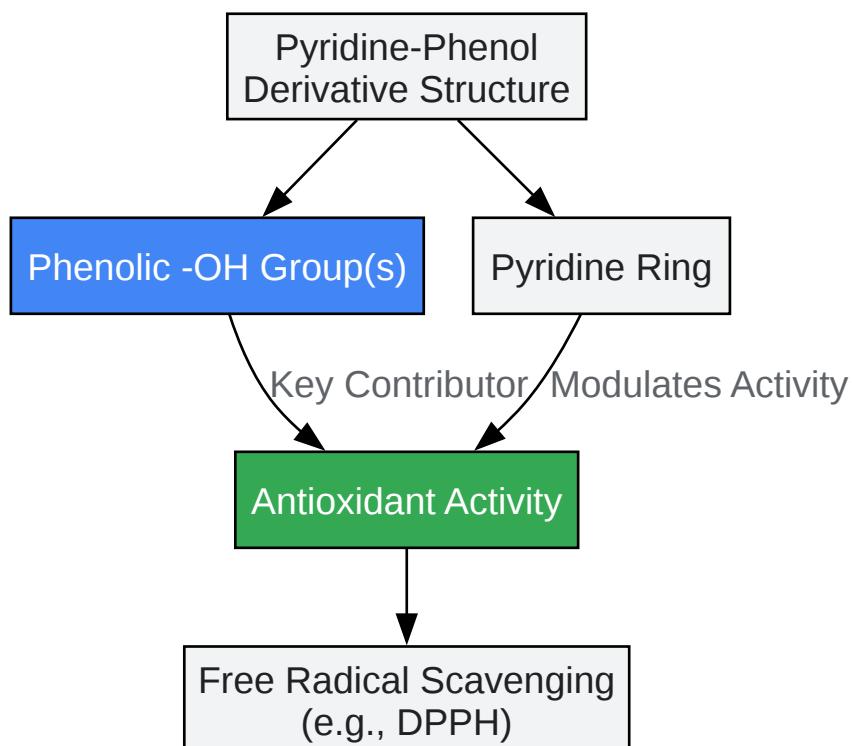 Pyridine-Phenol
Derivative Structure
Phenolic -OH Group(s)
Pyridine Ring
Key Contributor
Modulates Activity
Antioxidant Activity
Free Radical Scavenging
(e.g., DPPH)